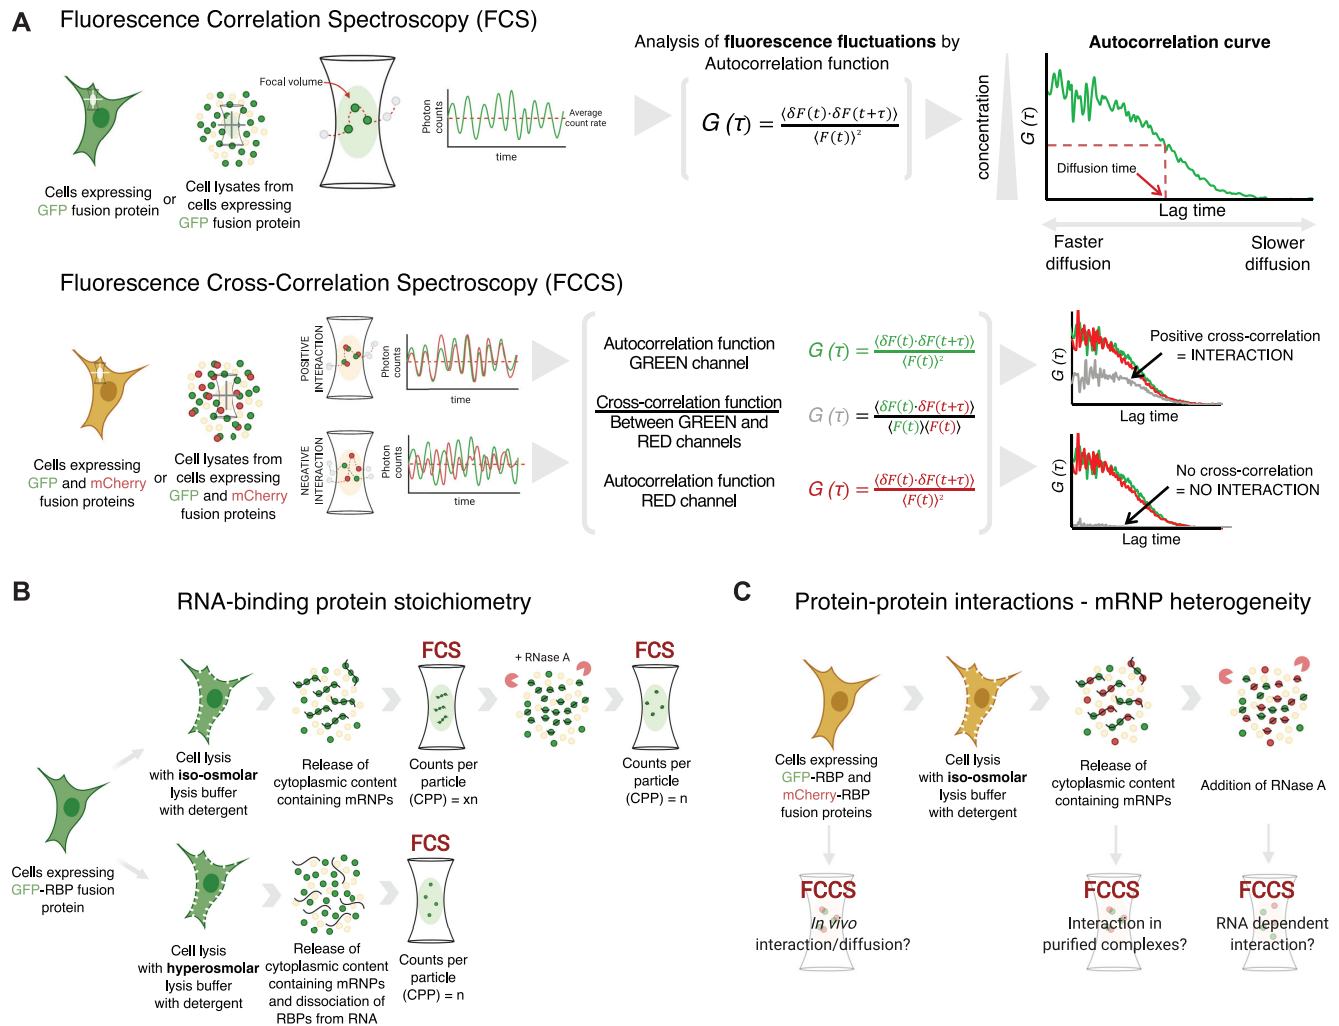 A
Fluorescence Correlation Spectroscopy (FCS)
Focal volume
Photon
counts
Average
count rate
time
Cells expressing
GFP fusion protein
or
Cell lysates from
cells expressing
GFP fusion protein
Analysis of fluorescence fluctuations by
Autocorrelation function
G (τ) = ⟨δF(t)·δF(t+τ)⟩ / ⟨F(t)⟩²
Autocorrelation curve
concentration
G (τ)
Diffusion time
Lag time
Faster
diffusion
Slower
diffusion
Fluorescence Cross-Correlation Spectroscopy (FCCS)
Cells expressing
GFP and mCherry
fusion proteins
or
Cell lysates from
cells expressing
GFP and mCherry
fusion proteins
POSITIVE
INTERACTION
Photon
counts
time
NEGATIVE
INTERACTION
Photon
counts
time
Autocorrelation function
GREEN channel
G (τ) = ⟨δF(t)·δF(t+τ)⟩ / ⟨F(t)⟩²
Cross-correlation function
Between GREEN and
RED channels
G (τ) = ⟨δF(t)·δF(t+τ)⟩ / ⟨F(t)⟩⟨F(t)⟩
Autocorrelation function
RED channel
G (τ) = ⟨δF(t)·δF(t+τ)⟩ / ⟨F(t)⟩²
G (τ)
Positive cross-correlation
= INTERACTION
Lag time
G (τ)
No cross-correlation
= NO INTERACTION
Lag time
B
RNA-binding protein stoichiometry
Cells expressing
GFP-RBP fusion
protein
Cell lysis
with iso-osmolar
lysis buffer
with detergent
Release of
cytoplasmic content
containing mRNPs
FCS
Counts per
particle
(CPP) = xn
+ RNase A
FCS
Counts per
particle
(CPP) = n
Cell lysis
with hyperosmolar
lysis buffer
with detergent
Release of
cytoplasmic content
containing mRNPs
and dissociation of
RBPs from RNA
FCS
Counts per
particle
(CPP) = n
C
Protein-protein interactions - mRNP heterogeneity
Cells expressing
GFP-RBP and
mCherry-RBP
fusion proteins
Cell lysis
with iso-osmolar
lysis buffer
with detergent
Release of
cytoplasmic content
containing mRNPs
Addition of RNase A
FCCS
In vivo
interaction/diffusion?
FCCS
Interaction in
purified complexes?
FCCS
RNA dependent
interaction?